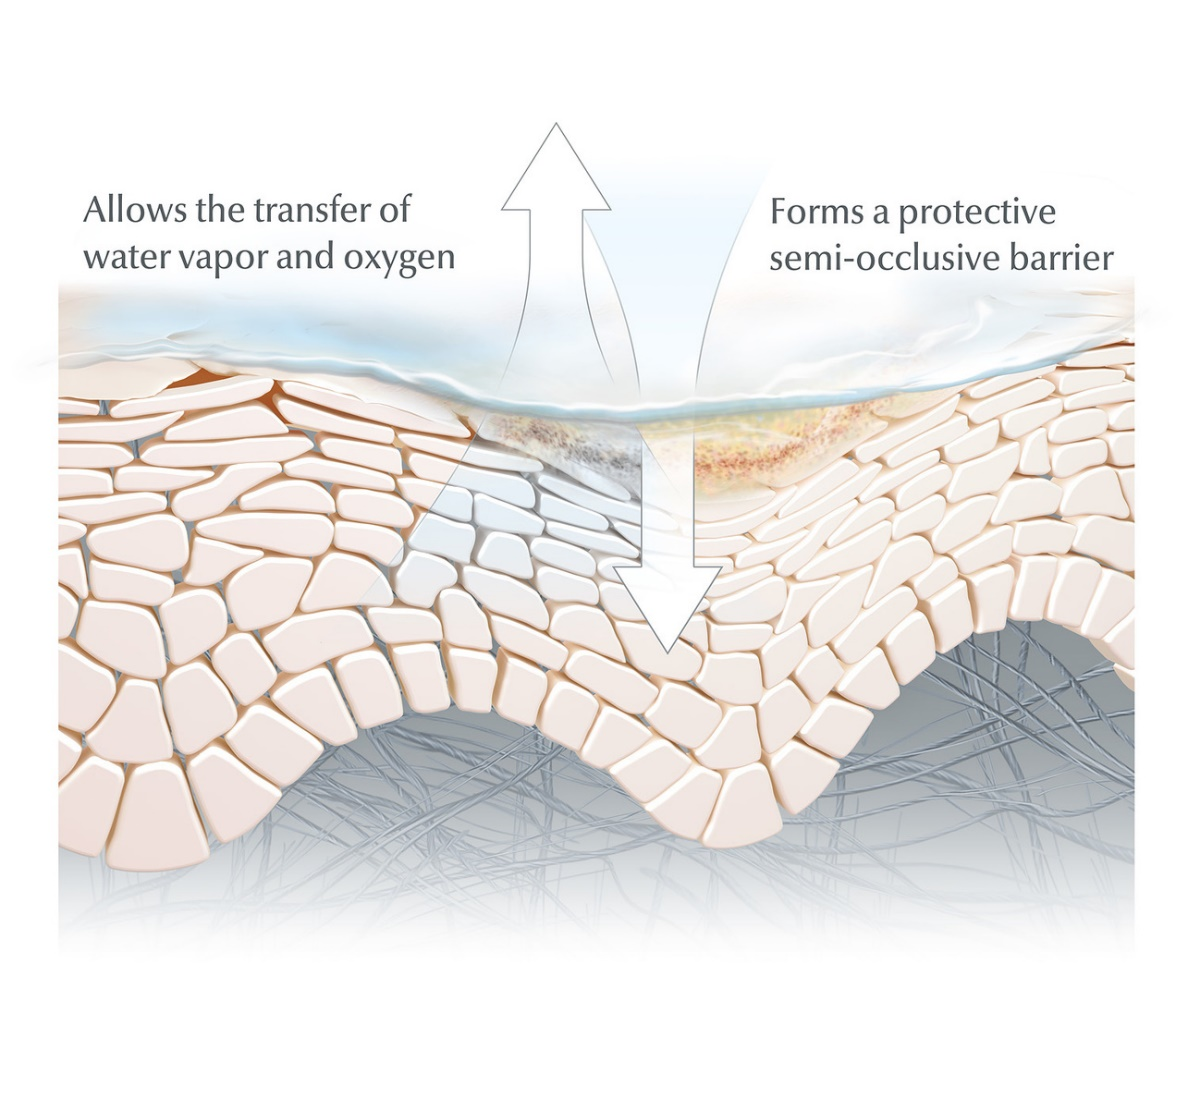 Allows the transfer of
water vapor and oxygen
Forms a protective
semi-occlusive barrier